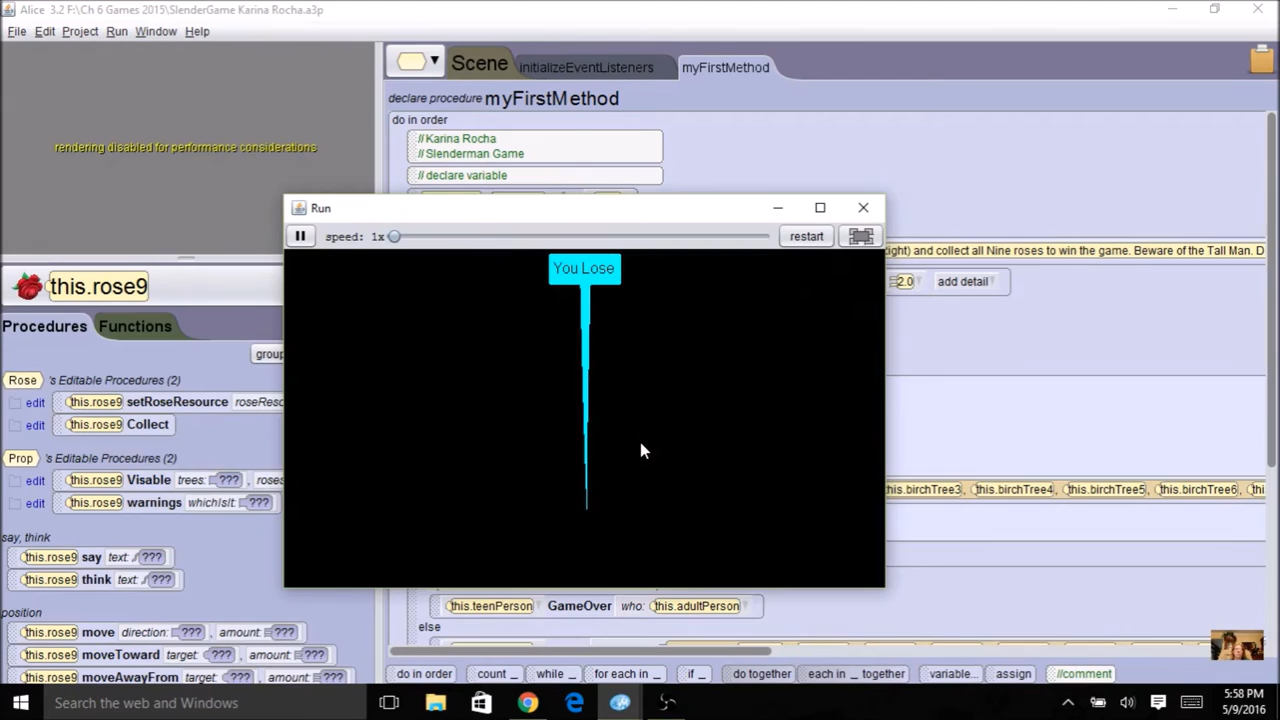 Alice 3.2 F:\Ch 6 Games 2015\SlenderGame Karina Rocha.a3p
File Edit Project Run Window Help
Scene initializeEventListeners myFirstMethod
declare procedure myFirstMethod
do in order
//Karina Rocha
//Slenderman Game
// declare variable
rendering disabled for performance considerations
Run
speed: 1x restart
ight) and collect all Nine roses to win the game. Beware of the Tall Man. D
2.0 add detail
You Lose
this.rose9
Procedures Functions
group
Rose 's Editable Procedures (2)
edit this.rose9 setRoseResource roseReso
edit this.rose9 Collect
Prop 's Editable Procedures (2)
edit this.rose9 Visable trees: ??? , roses
edit this.rose9 warnings whichIsIt: ???
this.birchTree3, this.birchTree4, this.birchTree5, this.birchTree6, thi
say, think
this.rose9 say text: ???
this.rose9 think text: ???
position
this.rose9 move direction: ??? , amount: ???
this.rose9 moveToward target: ??? , amount: ???
this.rose9 moveAwayFrom target: ??? , amount: ???
this.teenPerson GameOver who: this.adultPerson
else
do in order count _ while _ for each in _ if _ do together each in _ together variable... assign //comment
Search the web and Windows
5:58 PM
5/9/2016